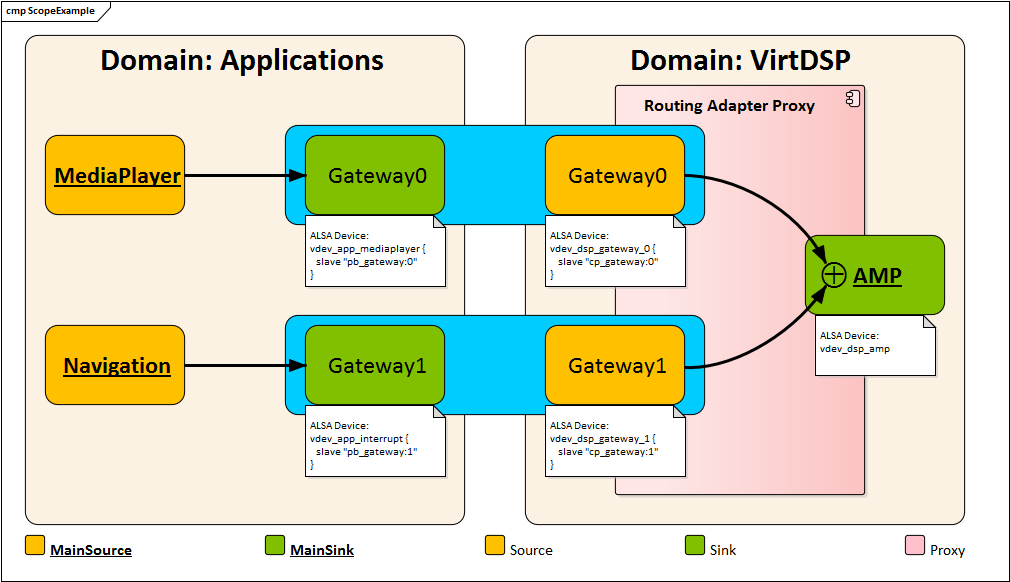 cmp ScopeExample
Domain: Applications
Domain: VirtDSP
Routing Adapter Proxy
MediaPlayer
Gateway0
Gateway0
ALSA Device:
vdev_app_mediaplayer {
slave "pb_gateway:0"
}
ALSA Device:
vdev_dsp_gateway_0 {
slave "cp_gateway:0"
}
AMP
ALSA Device:
vdev_dsp_amp
Navigation
Gateway1
Gateway1
ALSA Device:
vdev_app_interrupt {
slave "pb_gateway:1"
}
ALSA Device:
vdev_dsp_gateway_1 {
slave "cp_gateway:1"
}
MainSource
MainSink
Source
Sink
Proxy